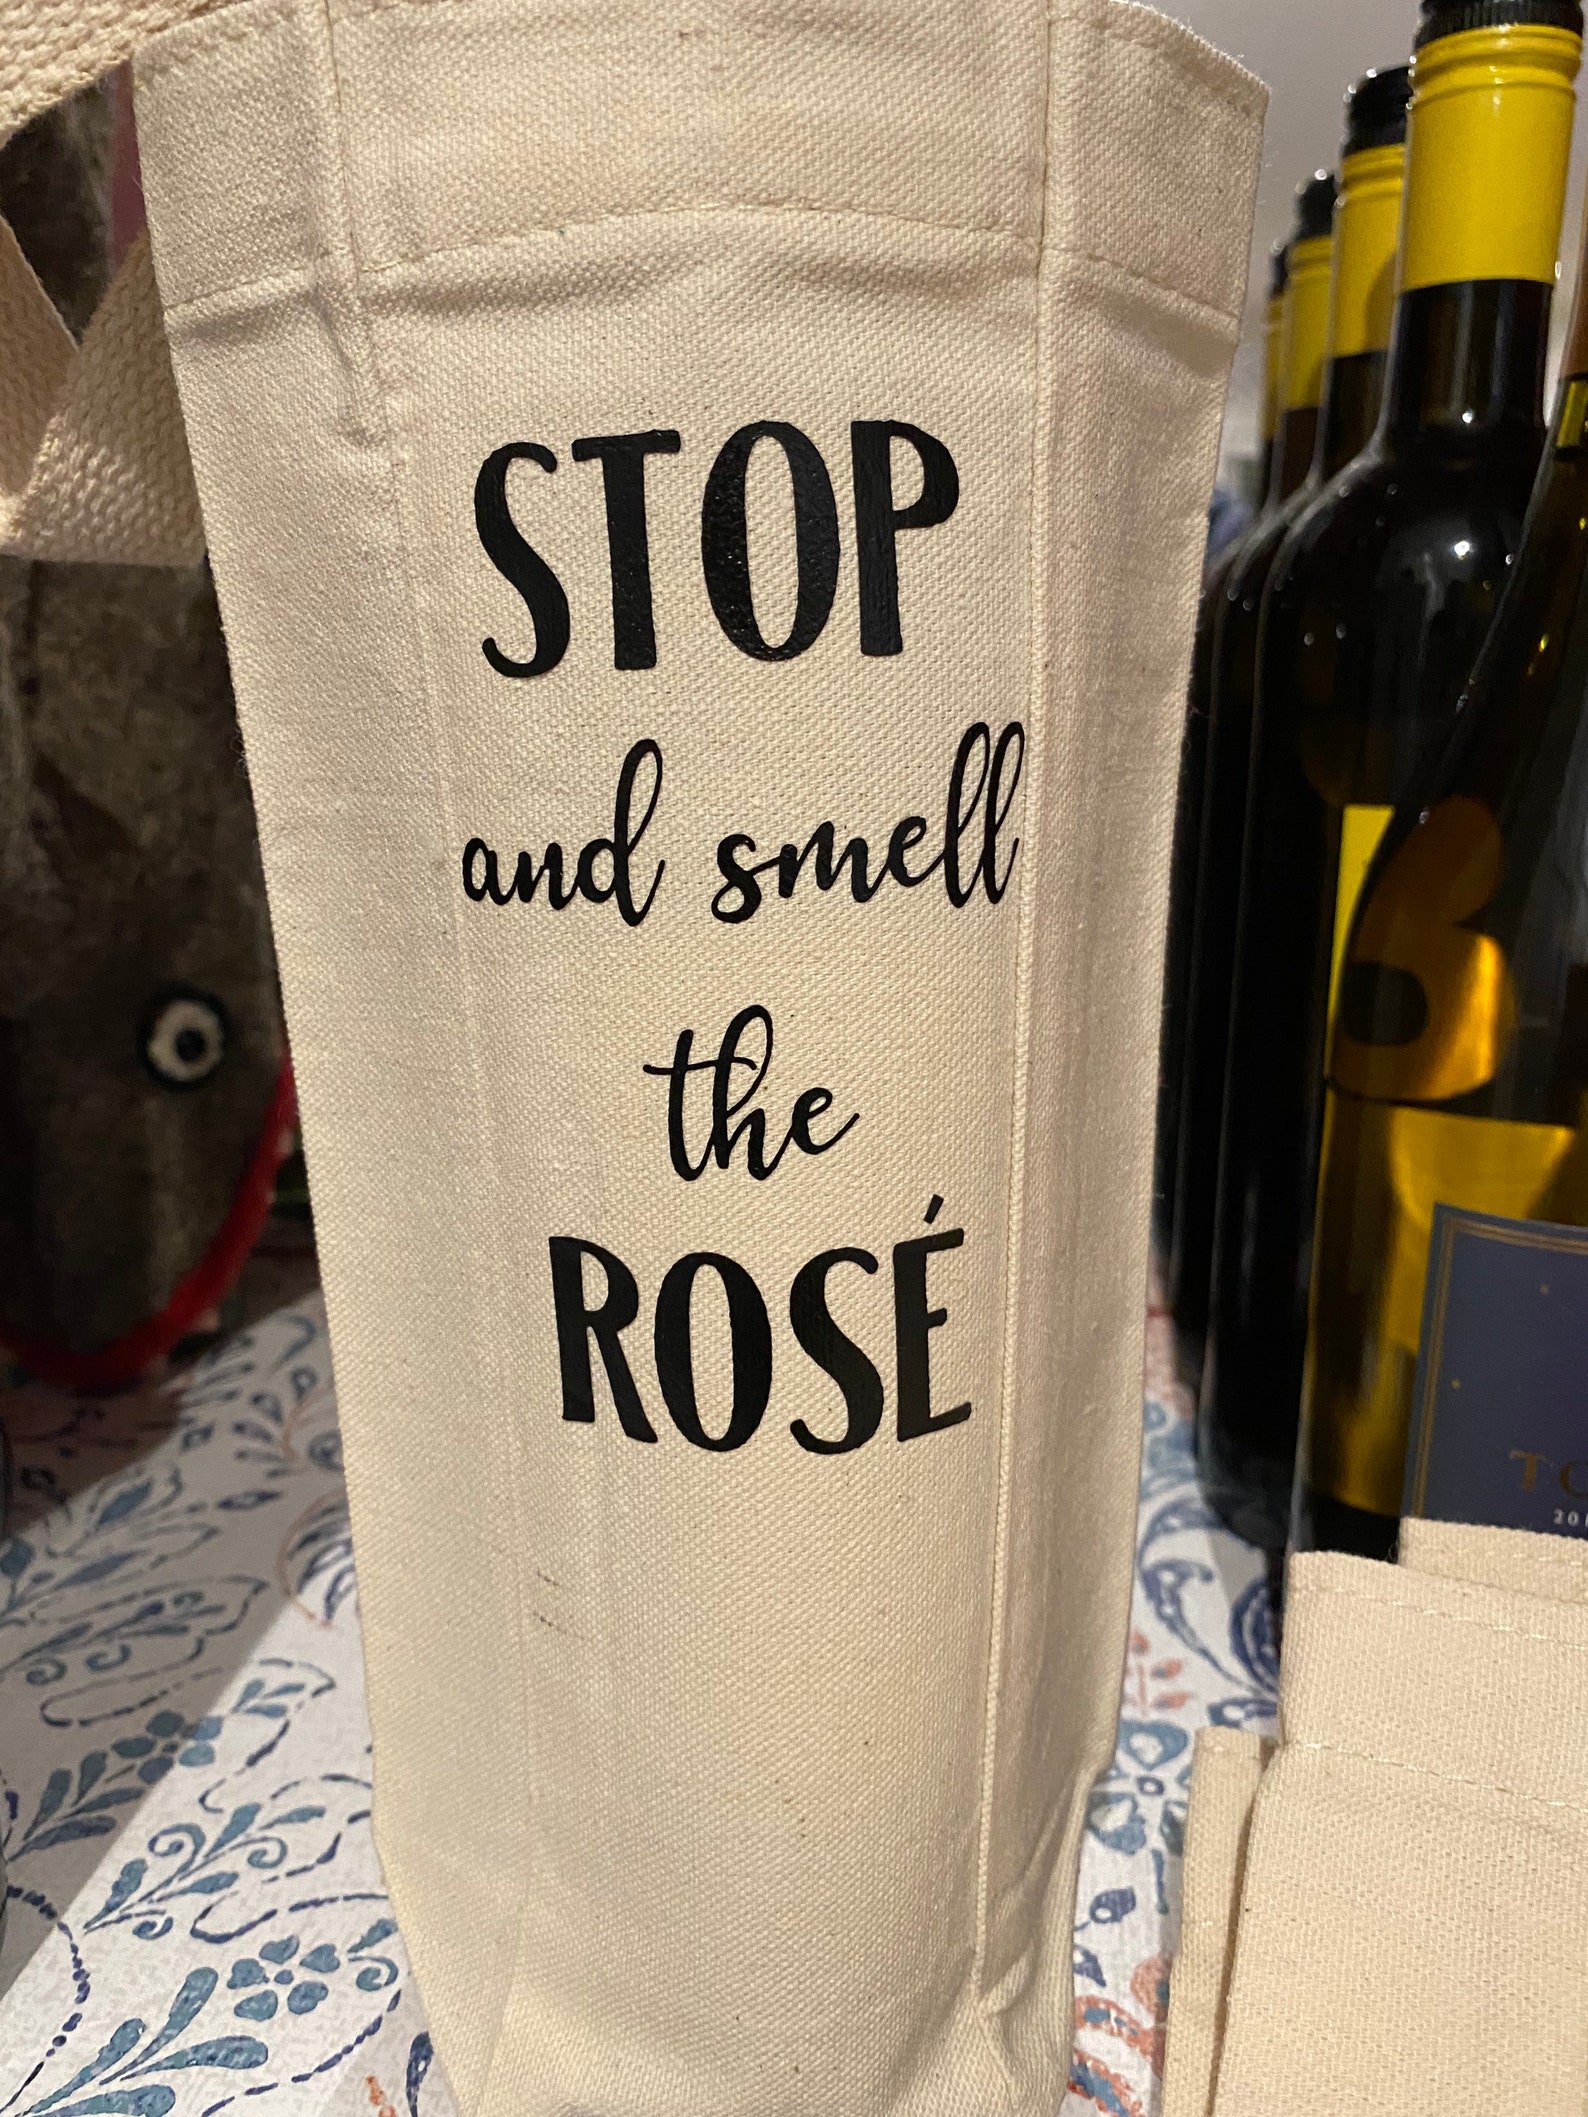 STOP
and smell
the
ROSÉ